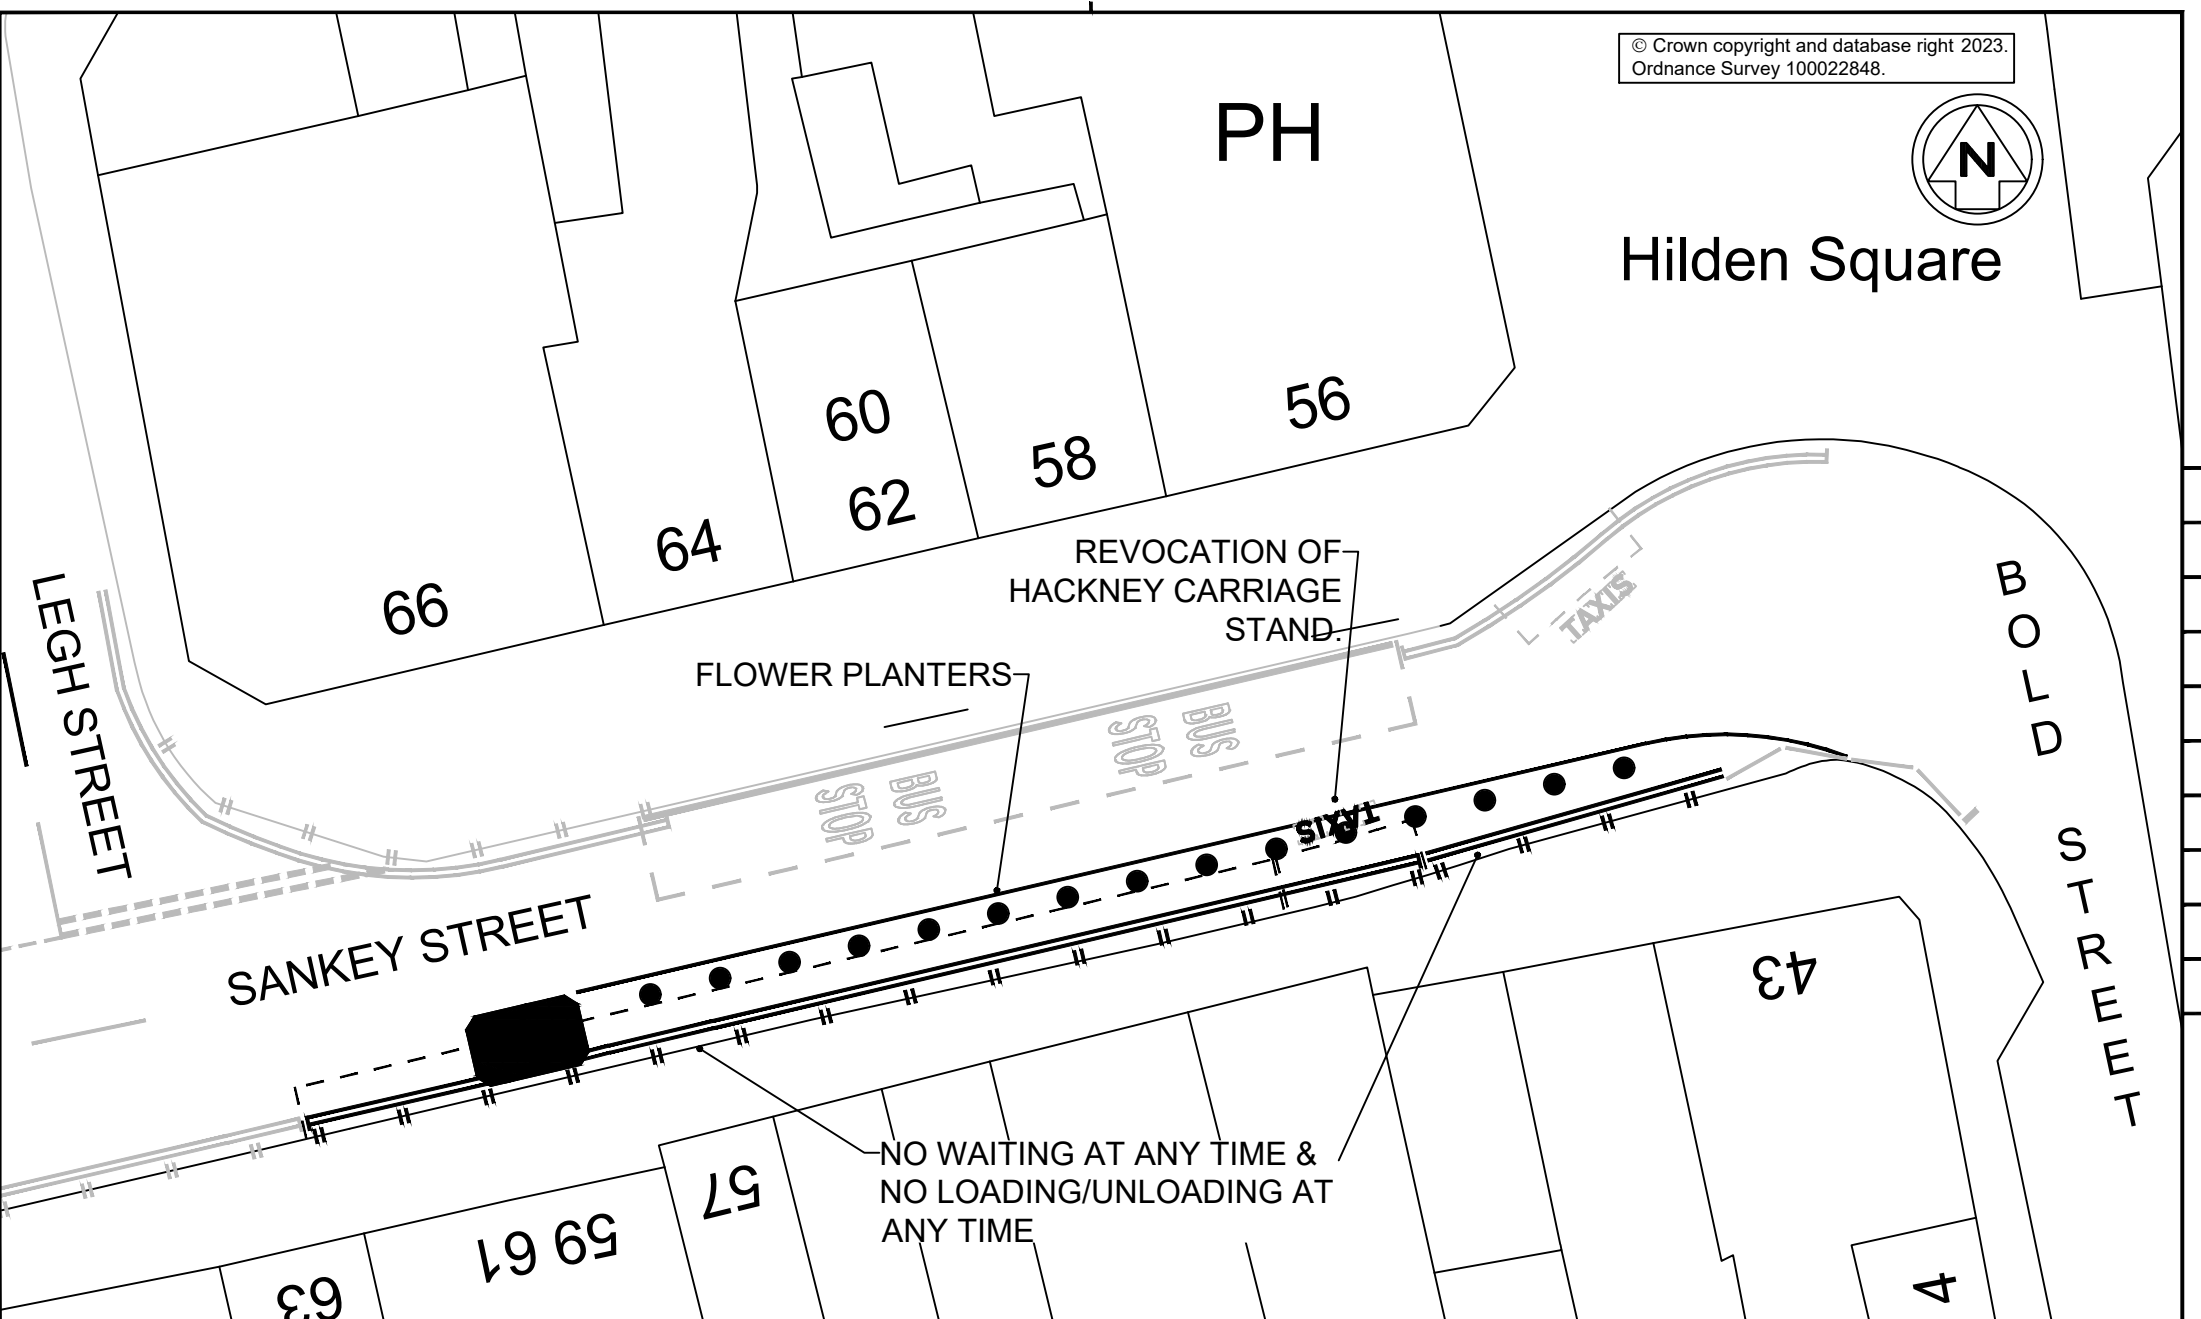 © Crown copyright and database right 2023.
Ordnance Survey 100022848.
PH
N
Hilden Square
60
62
58
56
64
66
REVOCATION OF
HACKNEY CARRIAGE
STAND.
FLOWER PLANTERS
LEGH STREET
TAXIS
BOLD STREET
BUS
STOP
BUS
STOP
TAXIS
SANKEY STREET
43
NO WAITING AT ANY TIME &
NO LOADING/UNLOADING AT
ANY TIME
57
59 61
63
4